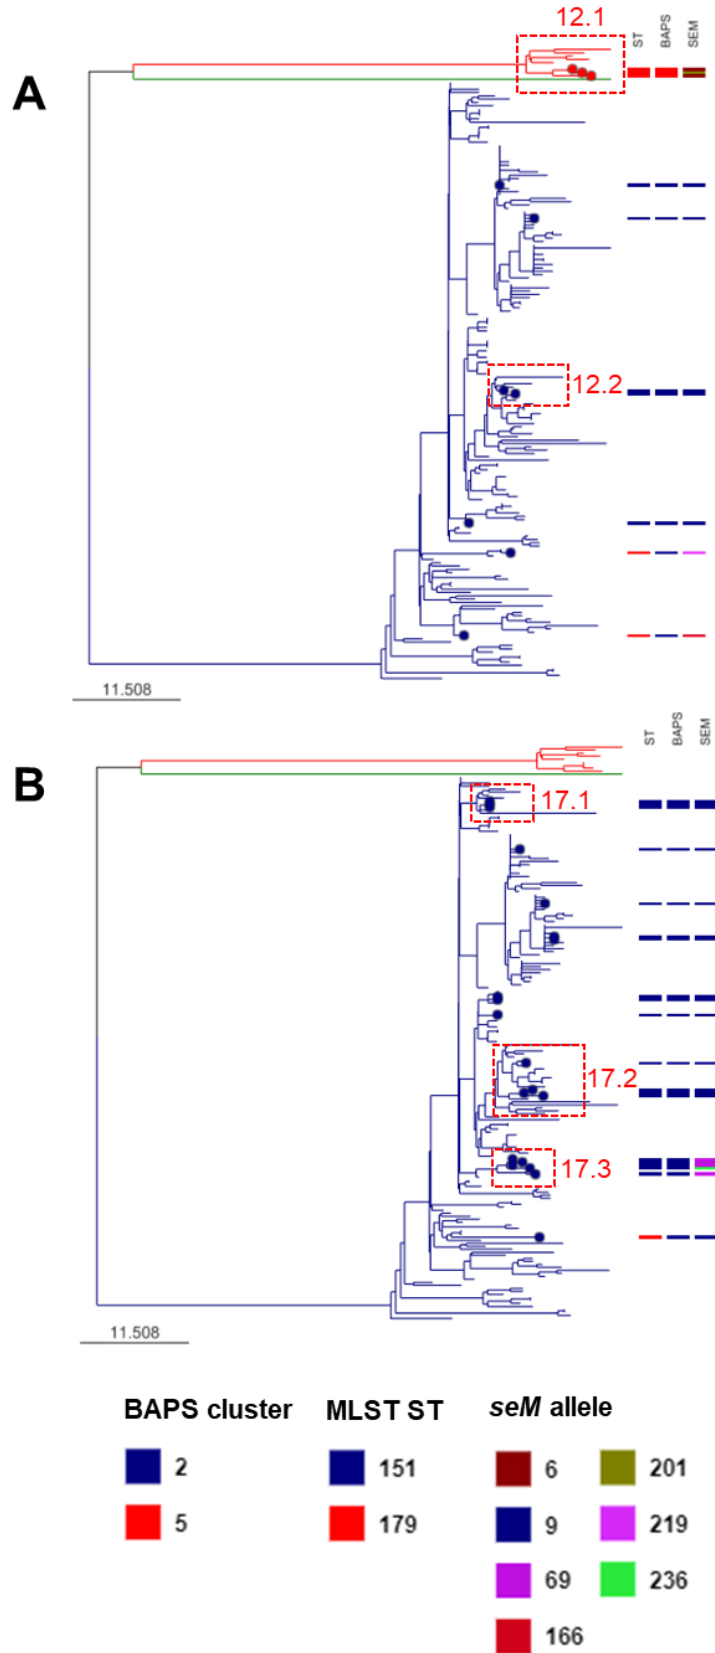 12.1
ST
BAPS
SEM
A
12.2
11.508
ST
BAPS
SEM
B
17.1
17.2
17.3
11.508
BAPS cluster
MLST ST
seM allele
2
151
6
201
5
179
9
219
69
236
166